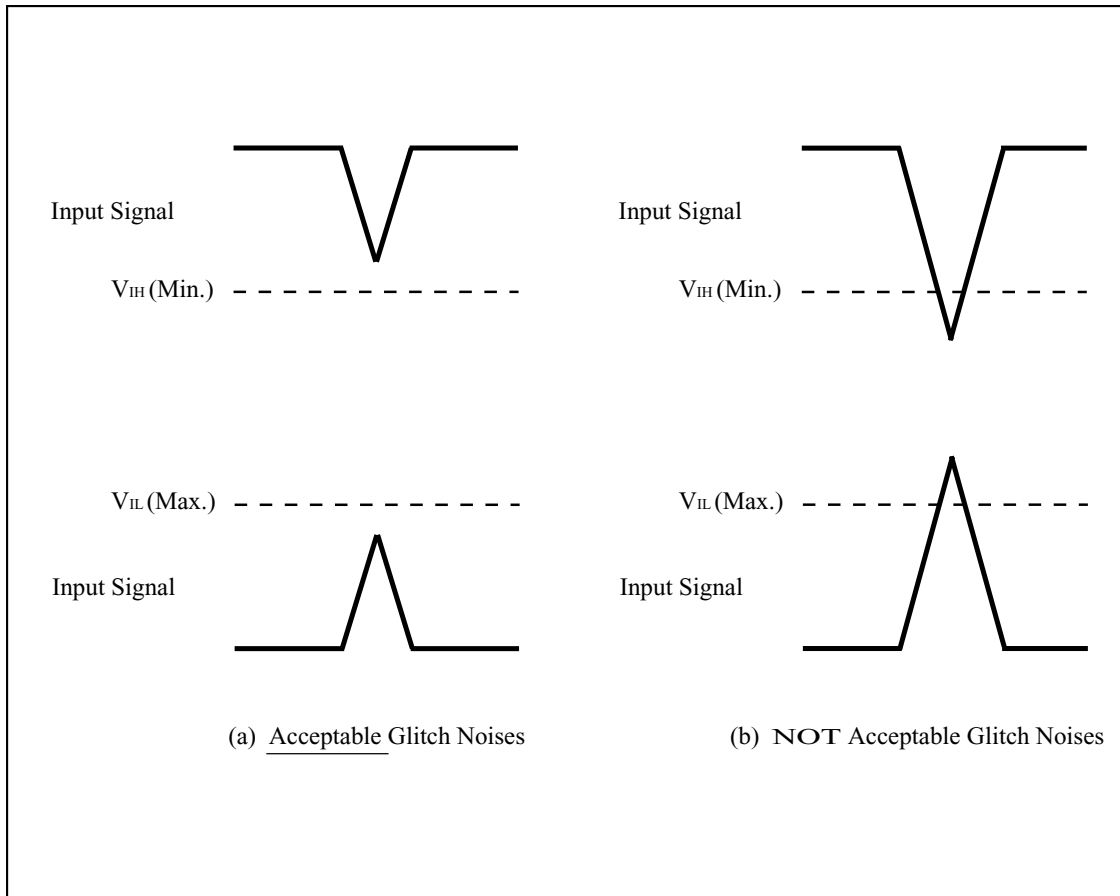 Input Signal
Input Signal
VIH (Min.)
VIH (Min.)
VIL (Max.)
VIL (Max.)
Input Signal
Input Signal
(a) Acceptable Glitch Noises
(b) NOT Acceptable Glitch Noises